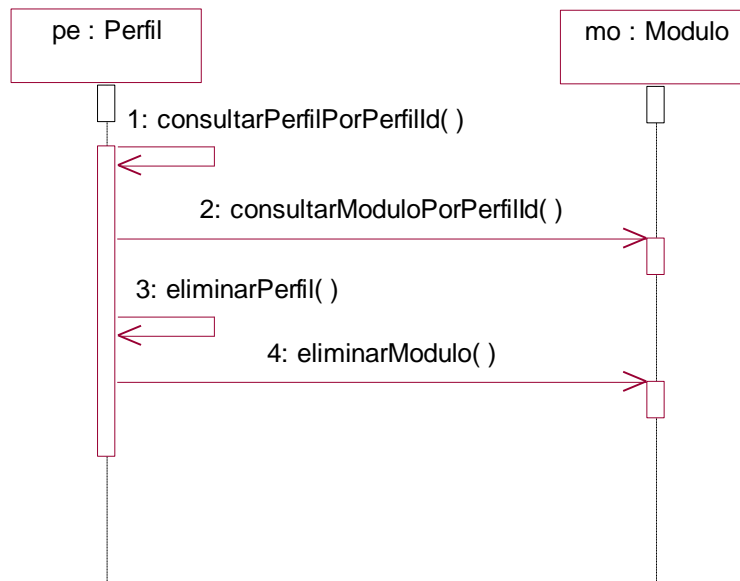 pe : Perfil
mo : Modulo
1: consultarPerfilPorPerfilId( )
2: consultarModuloPorPerfilId( )
3: eliminarPerfil( )
4: eliminarModulo( )